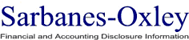 Sarbanes-Oxley
Financial and Accounting Disclosure Information